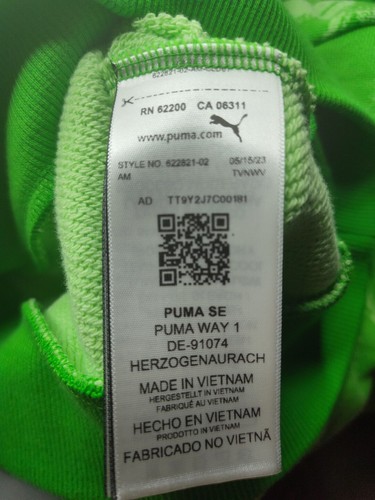 RN 62200 CA 06311
www.puma.com
STYLE NO. 622821-02 05/15/23
AM TVNWV
AD TT9Y2J7C00181
PUMA SE
PUMA WAY 1
DE-91074
HERZOGENAURACH
MADE IN VIETNAM
HERGESTELLT IN VIETNAM
FABRIQUÉ AU VIETNAM
HECHO EN VIETNAM
PRODOTTO IN VIETNAM
FABRICADO NO VIETNÃ